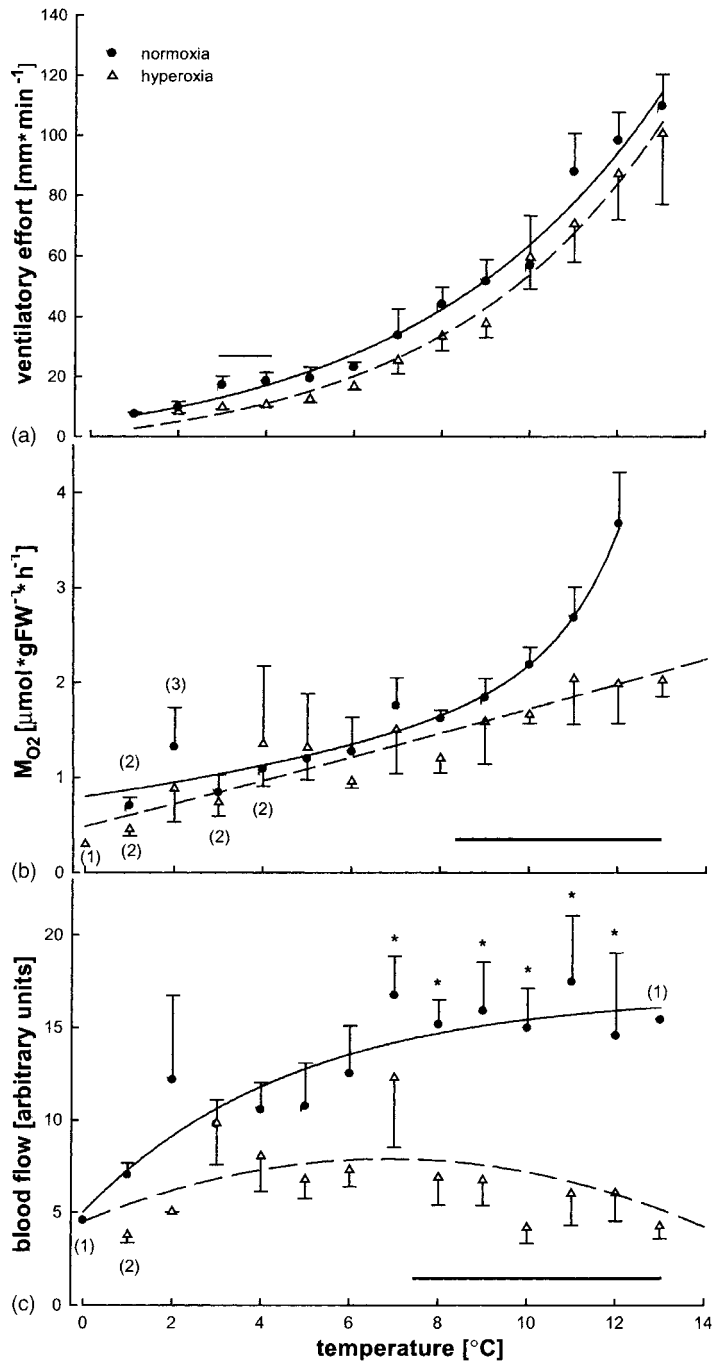 140
120
100
80
60
40
20
0
ventilatory effort [mm*min⁻¹]
normoxia
hyperoxia
(a)
4
3
2
1
0
M_O2 [μmol*gFW⁻¹*h⁻¹]
(3)
(2)
(2)
(2)
(1)
(2)
(b)
20
15
10
5
0
blood flow [arbitrary units]
* * * * * *
(1)
(1)
(2)
(c)
0 2 4 6 8 10 12 14
temperature [°C]